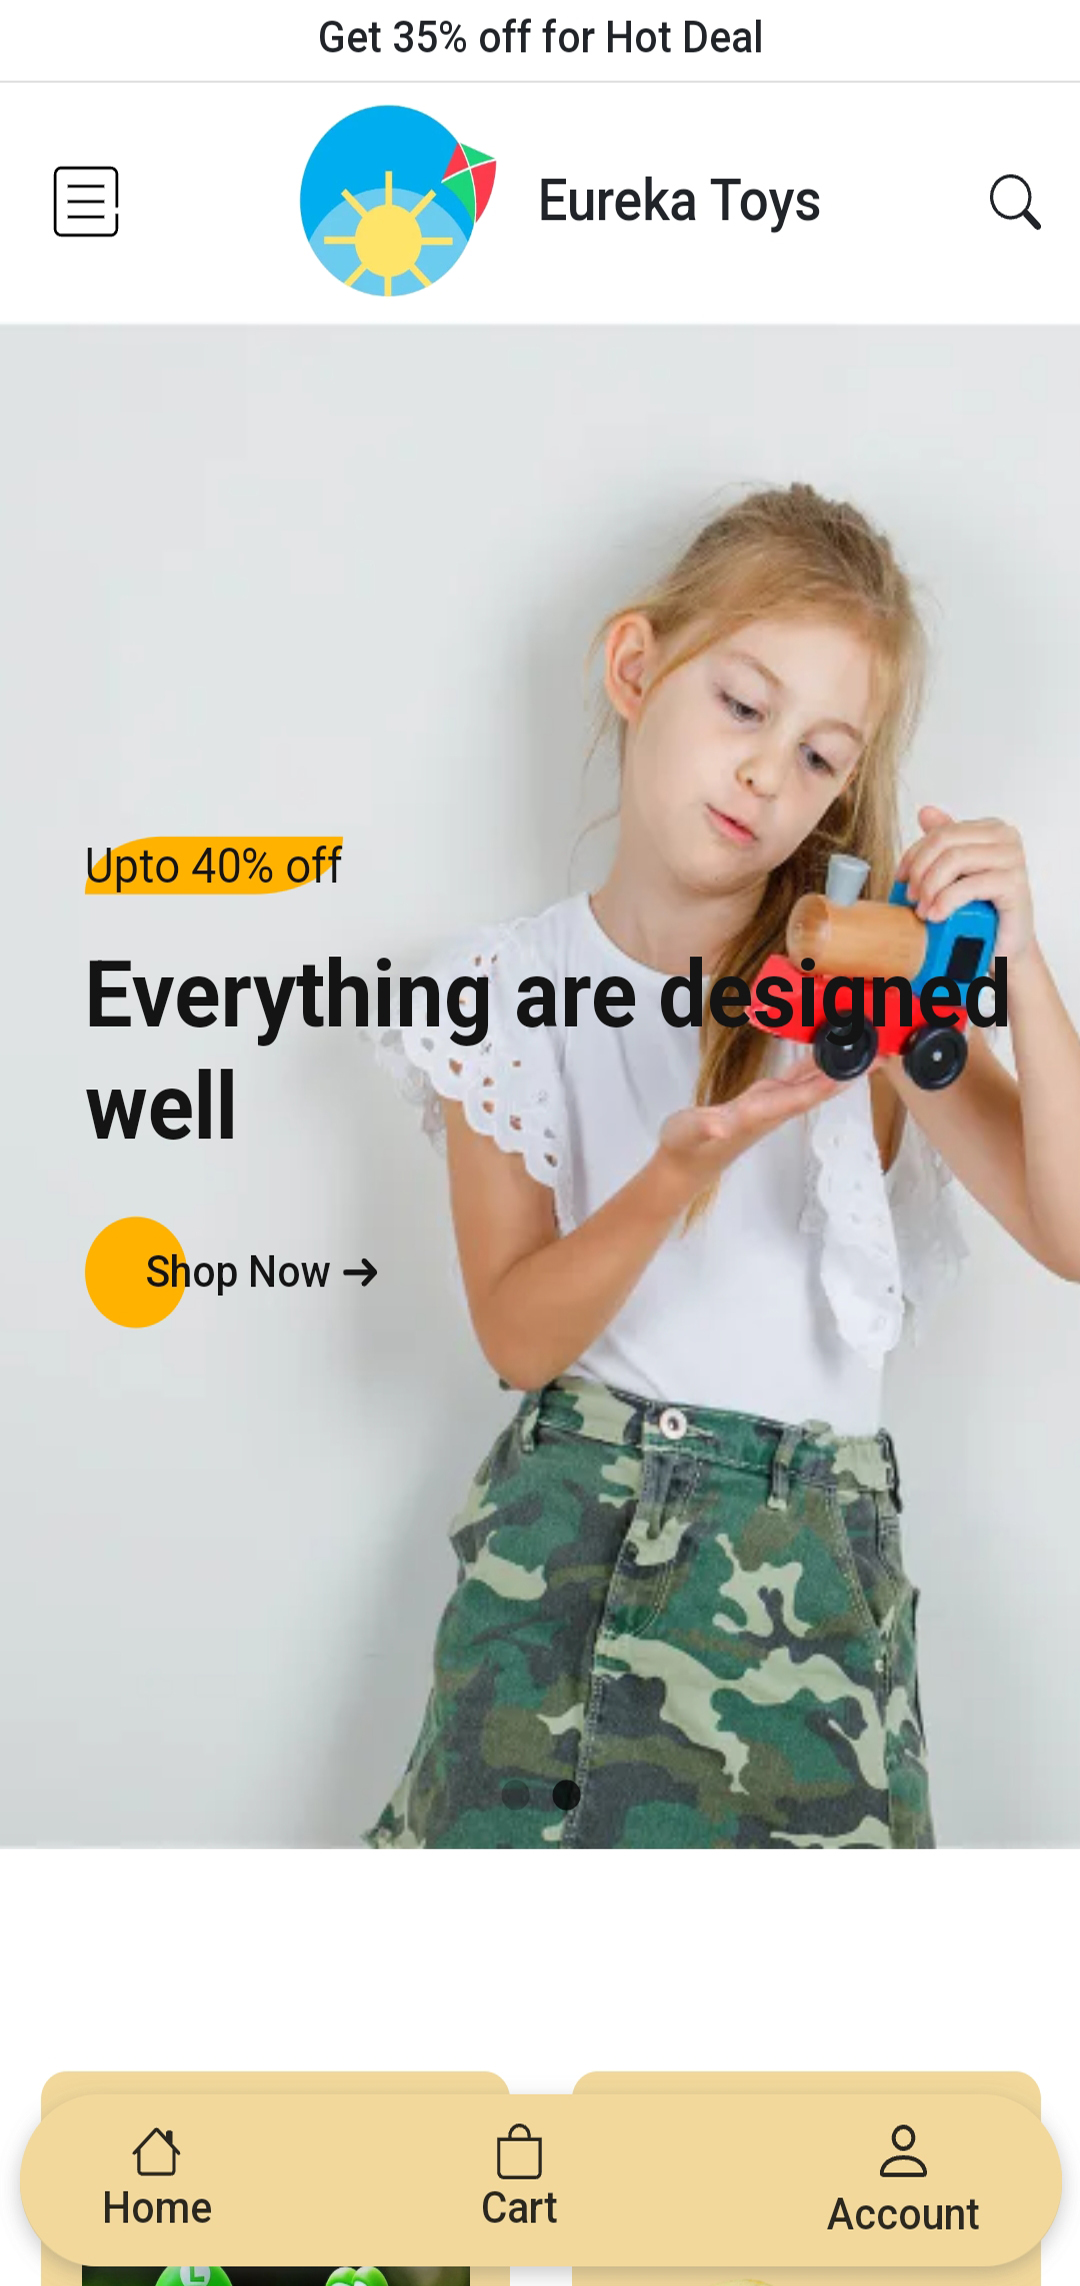 Get 35% off for Hot Deal
Eureka Toys
Upto 40% off
Everything are designed
well
Shop Now →
L
Home
Cart
Account